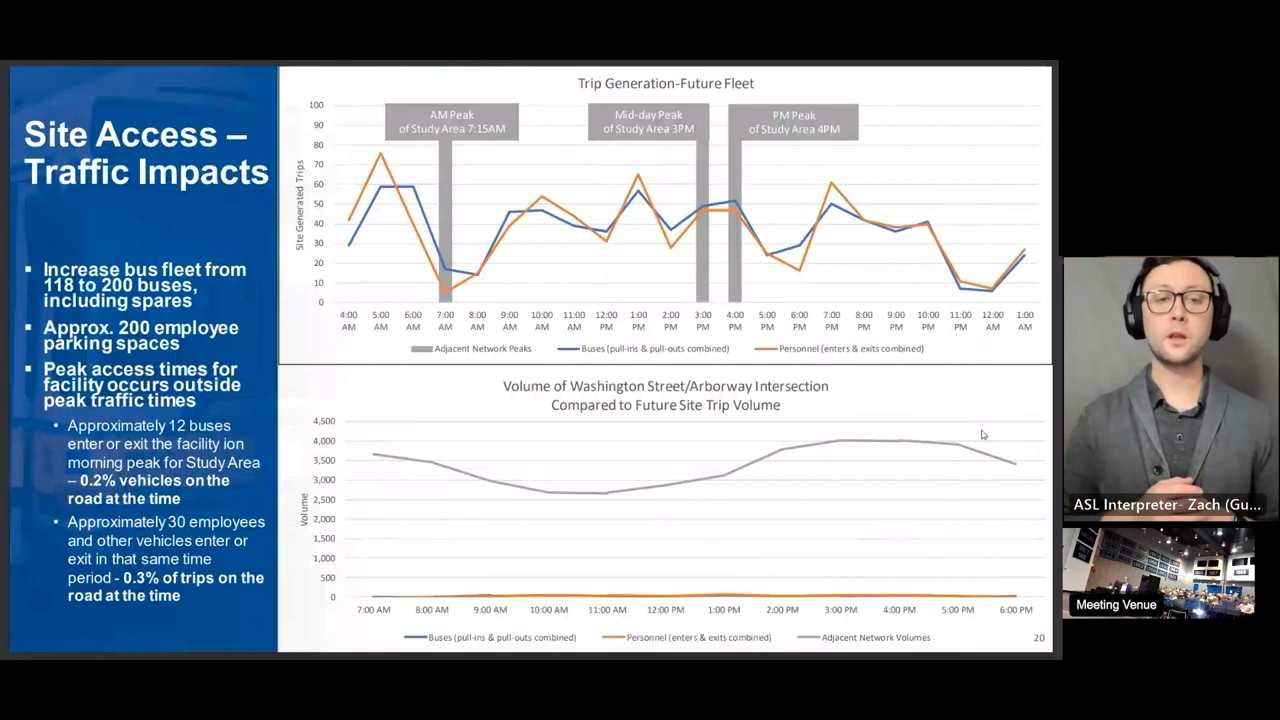 Site Access –
Traffic Impacts
Increase bus fleet from
118 to 200 buses,
including spares
Approx. 200 employee
parking spaces
Peak access times for
facility occurs outside
peak traffic times
Approximately 12 buses
enter or exit the facility ion
morning peak for Study Area
– 0.2% vehicles on the
road at the time
Approximately 30 employees
and other vehicles enter or
exit in that same time
period - 0.3% of trips on the
road at the time
Trip Generation-Future Fleet
AM Peak
of Study Area 7:15AM
Mid-day Peak
of Study Area 3PM
PM Peak
of Study Area 4PM
Site Generated Trips
100
90
80
70
60
50
40
30
20
10
0
4:00 AM
5:00 AM
6:00 AM
7:00 AM
8:00 AM
9:00 AM
10:00 AM
11:00 AM
12:00 PM
1:00 PM
2:00 PM
3:00 PM
4:00 PM
5:00 PM
6:00 PM
7:00 PM
8:00 PM
9:00 PM
10:00 PM
11:00 PM
12:00 AM
1:00 AM
Adjacent Network Peaks
Buses (pull-ins & pull-outs combined)
Personnel (enters & exits combined)
Volume of Washington Street/Arborway Intersection
Compared to Future Site Trip Volume
Volume
4,500
4,000
3,500
3,000
2,500
2,000
1,500
1,000
500
0
7:00 AM
8:00 AM
9:00 AM
10:00 AM
11:00 AM
12:00 PM
1:00 PM
2:00 PM
3:00 PM
4:00 PM
5:00 PM
6:00 PM
Buses (pull-ins & pull-outs combined)
Personnel (enters & exits combined)
Adjacent Network Volumes
20
ASL Interpreter- Zach (Gu...
Meeting Venue